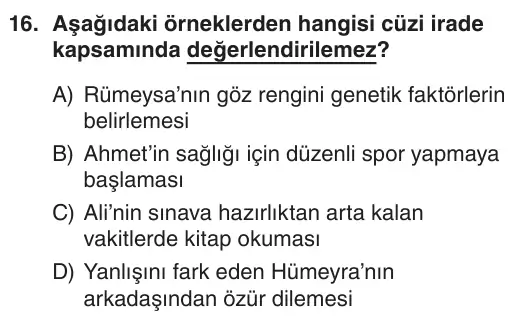 16. Aşağıdaki örneklerden hangisi cüzi irade
kapsamında değerlendirilemez?
A) Rümeysa'nın göz rengini genetik faktörlerin
belirlemesi
B) Ahmet'in sağlığı için düzenli spor yapmaya
başlaması
C) Ali'nin sınava hazırlıktan arta kalan
vakitlerde kitap okuması
D) Yanlışını fark eden Hümeyra'nın
arkadaşından özür dilemesi